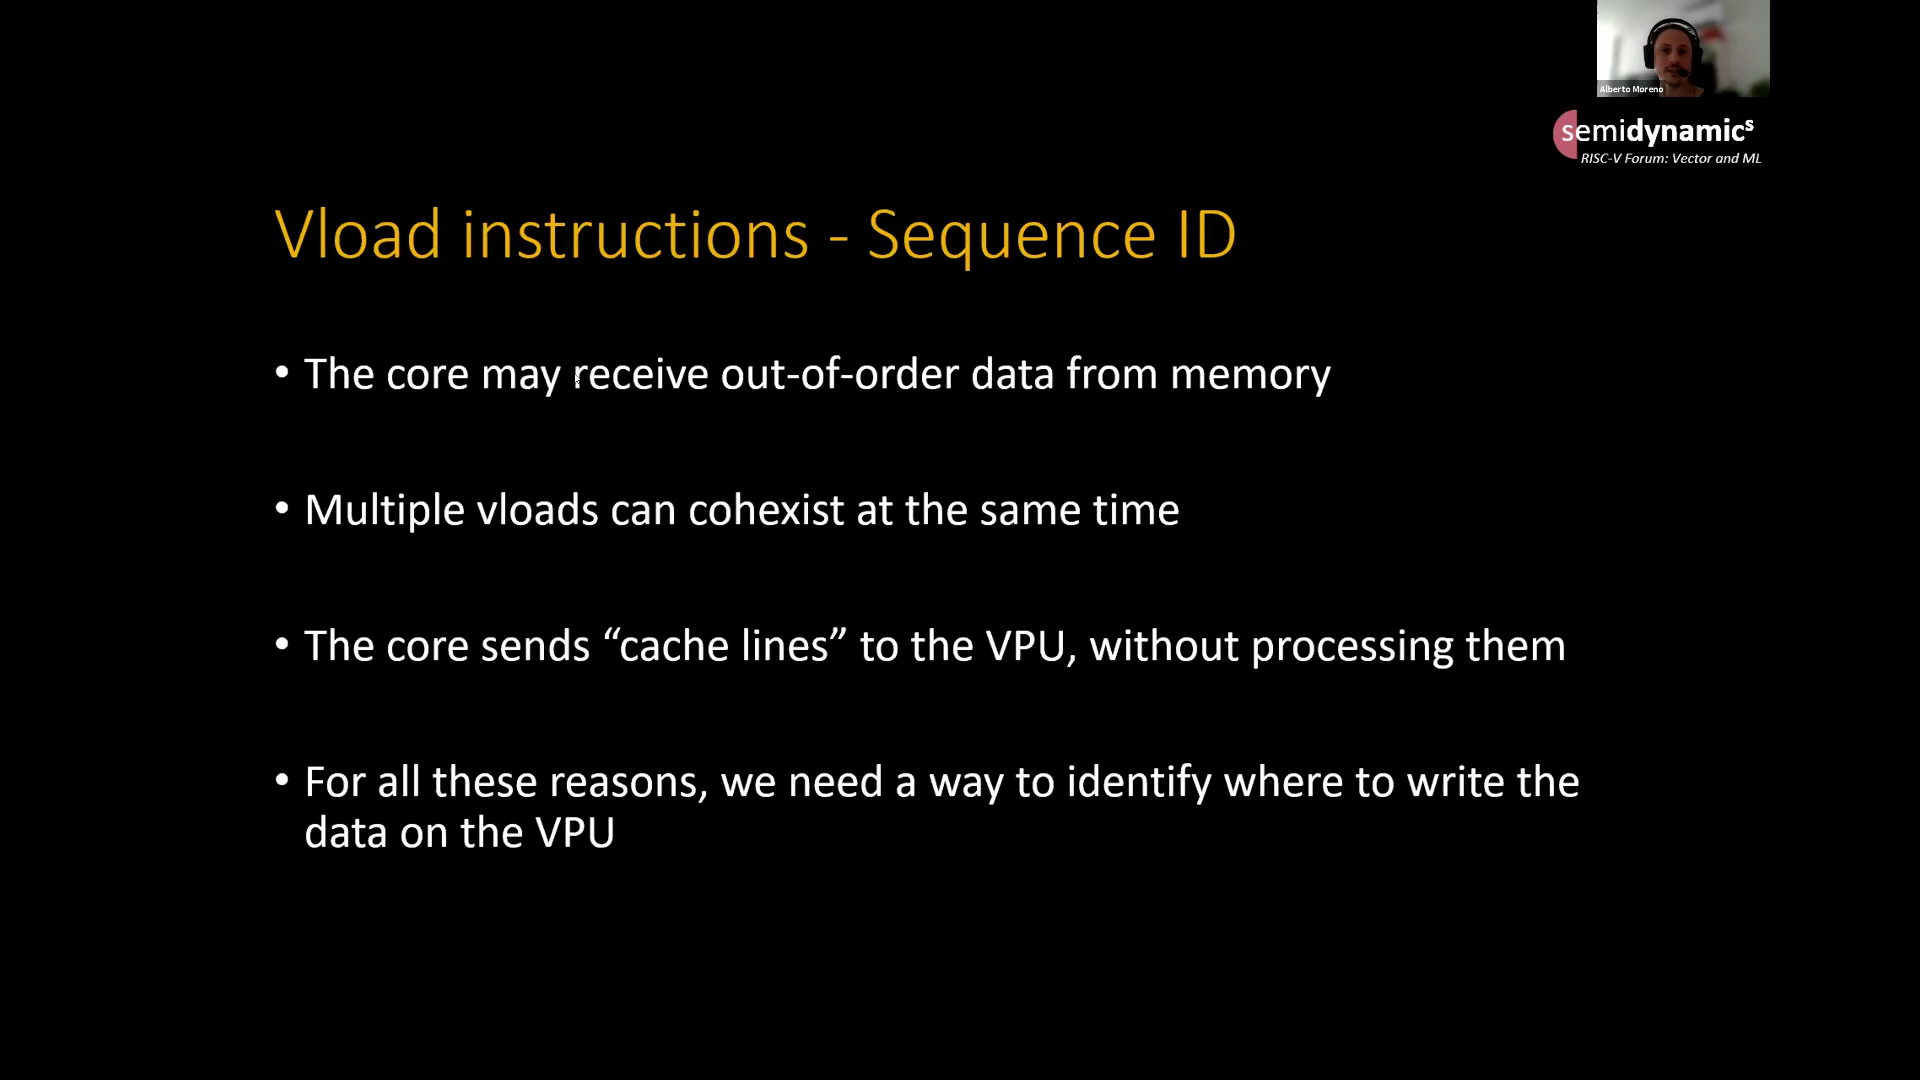 Alberto Moreno
semidynamicˢ
RISC-V Forum: Vector and ML
Vload instructions - Sequence ID
• The core may receive out-of-order data from memory
• Multiple vloads can cohexist at the same time
• The core sends “cache lines” to the VPU, without processing them
• For all these reasons, we need a way to identify where to write the
data on the VPU